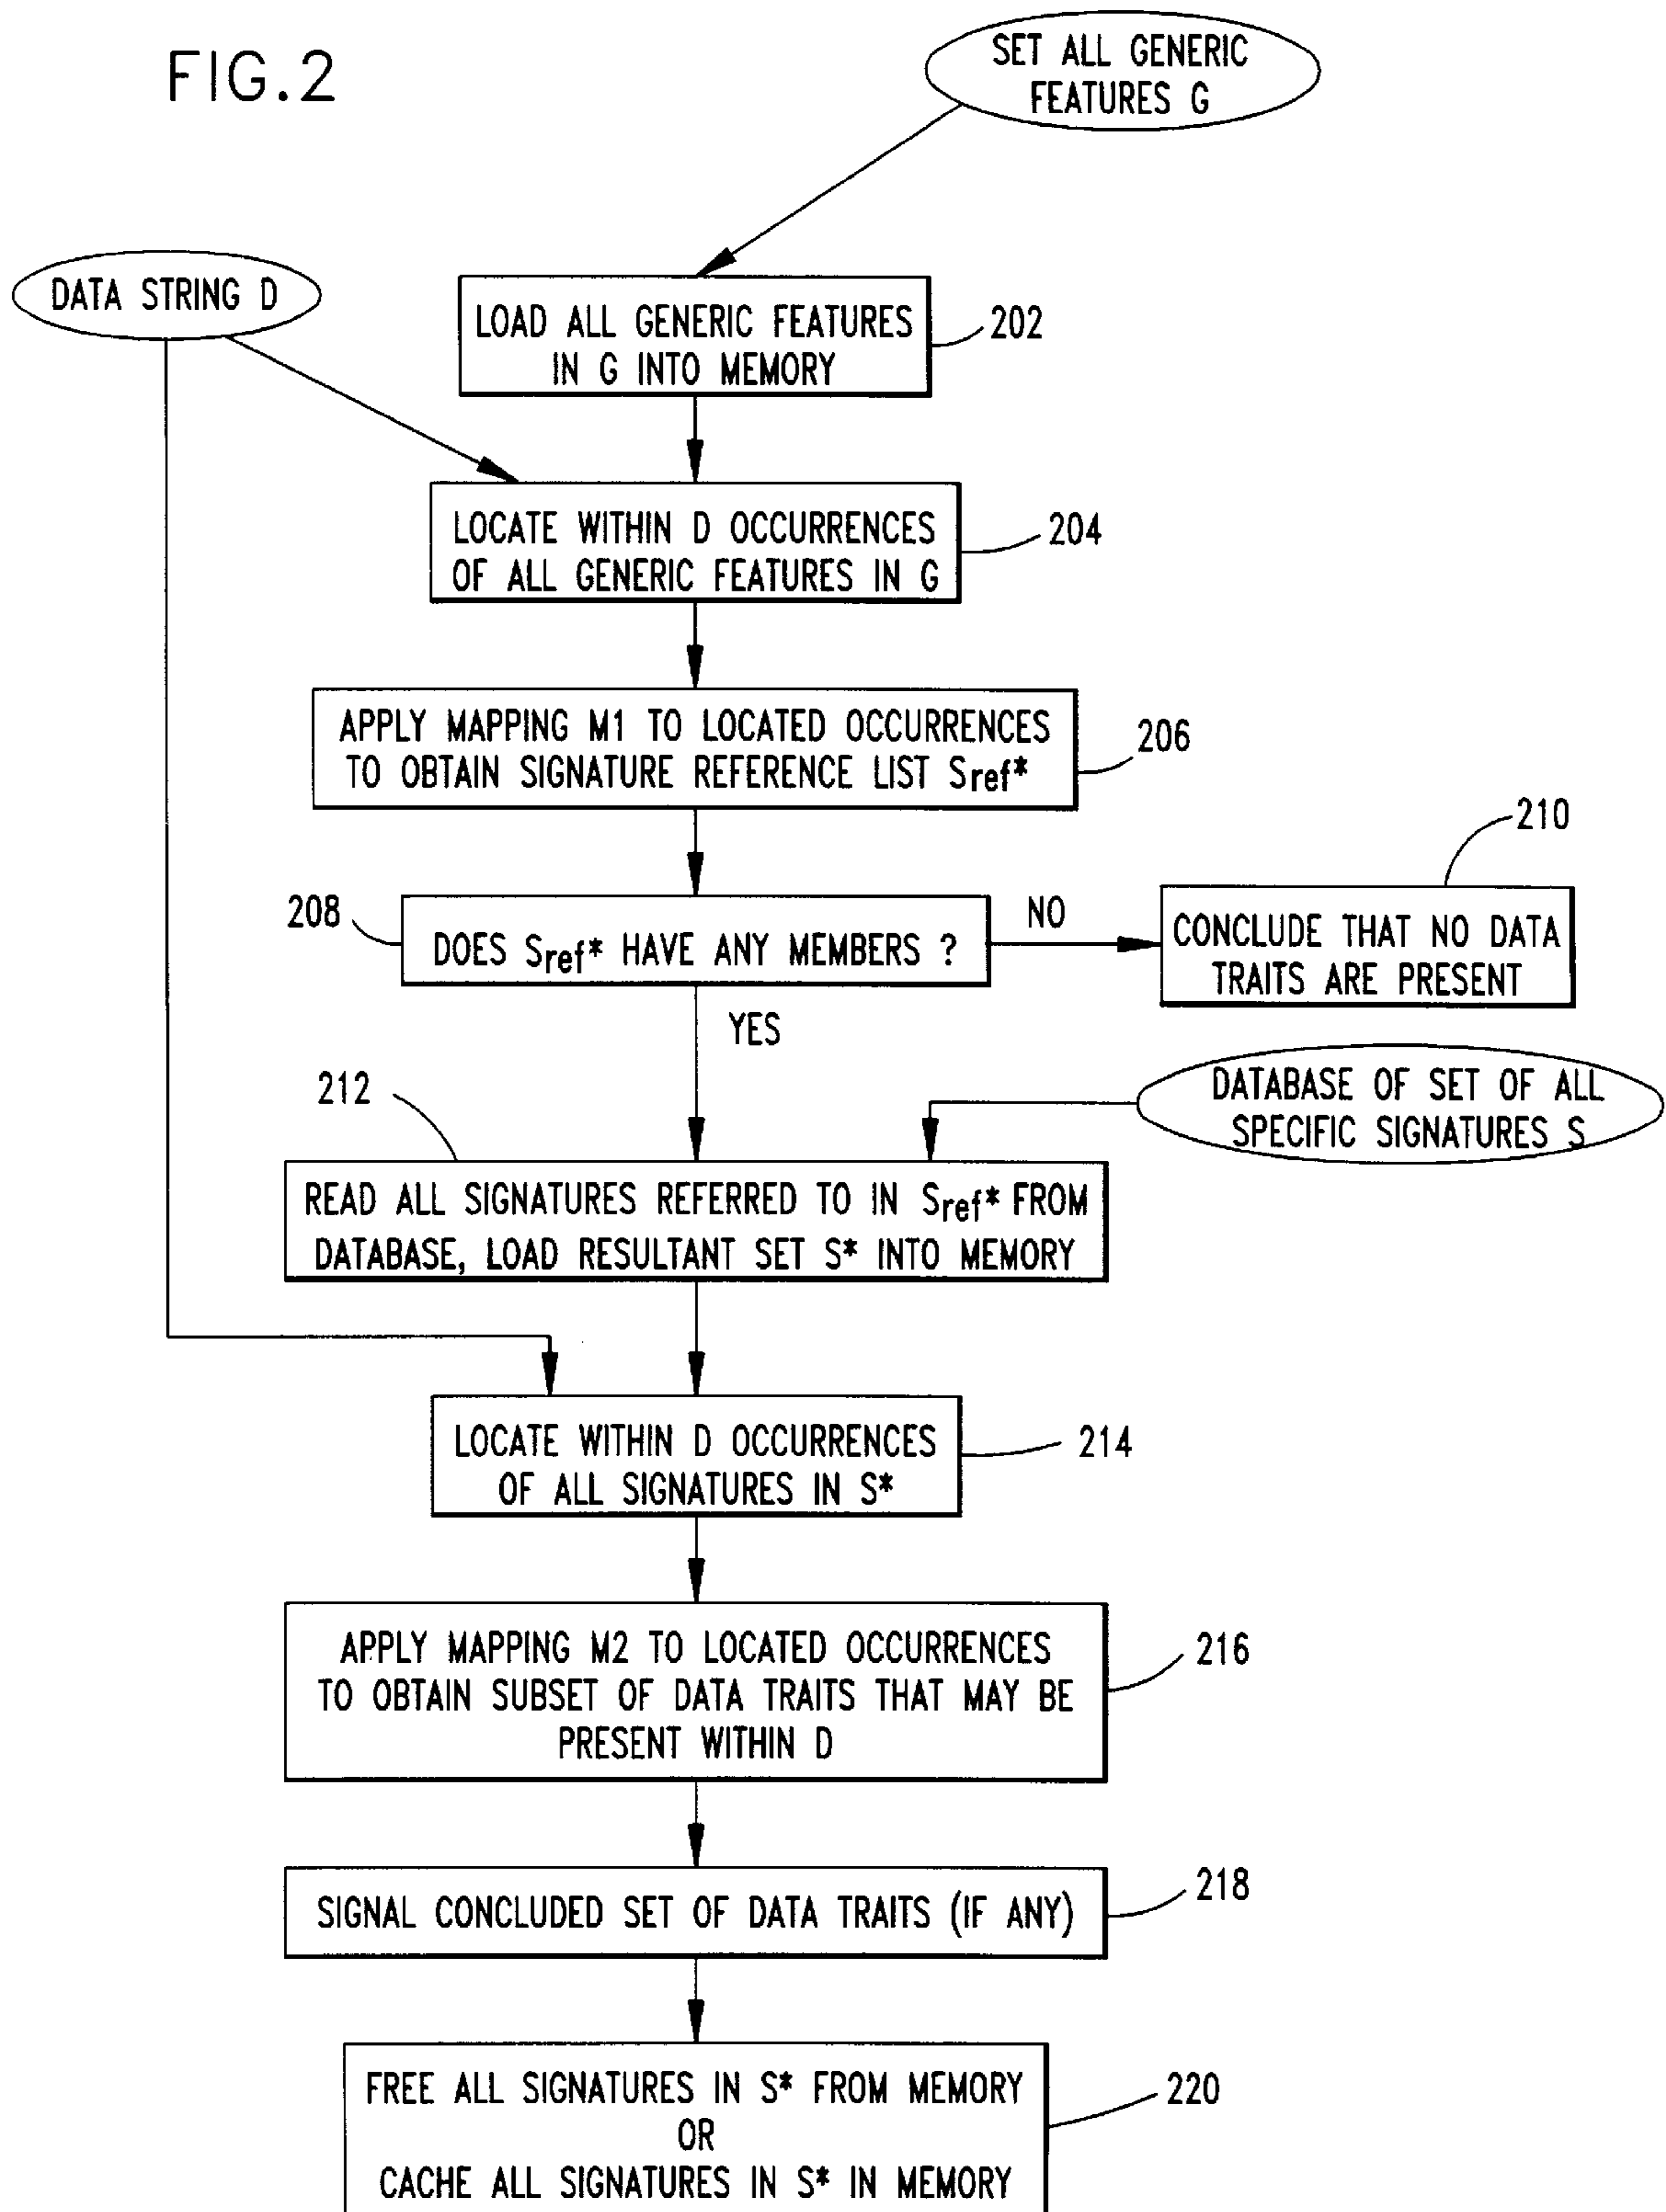 FIG.2
SET ALL GENERIC
FEATURES G
DATA STRING D
LOAD ALL GENERIC FEATURES
IN G INTO MEMORY
202
LOCATE WITHIN D OCCURRENCES
OF ALL GENERIC FEATURES IN G
204
APPLY MAPPING M1 TO LOCATED OCCURRENCES
TO OBTAIN SIGNATURE REFERENCE LIST Sref*
206
208
DOES Sref* HAVE ANY MEMBERS ?
NO
210
CONCLUDE THAT NO DATA
TRAITS ARE PRESENT
YES
212
DATABASE OF SET OF ALL
SPECIFIC SIGNATURES S
READ ALL SIGNATURES REFERRED TO IN Sref* FROM
DATABASE, LOAD RESULTANT SET S* INTO MEMORY
LOCATE WITHIN D OCCURRENCES
OF ALL SIGNATURES IN S*
214
APPLY MAPPING M2 TO LOCATED OCCURRENCES
TO OBTAIN SUBSET OF DATA TRAITS THAT MAY BE
PRESENT WITHIN D
216
SIGNAL CONCLUDED SET OF DATA TRAITS (IF ANY)
218
FREE ALL SIGNATURES IN S* FROM MEMORY
OR
CACHE ALL SIGNATURES IN S* IN MEMORY
220